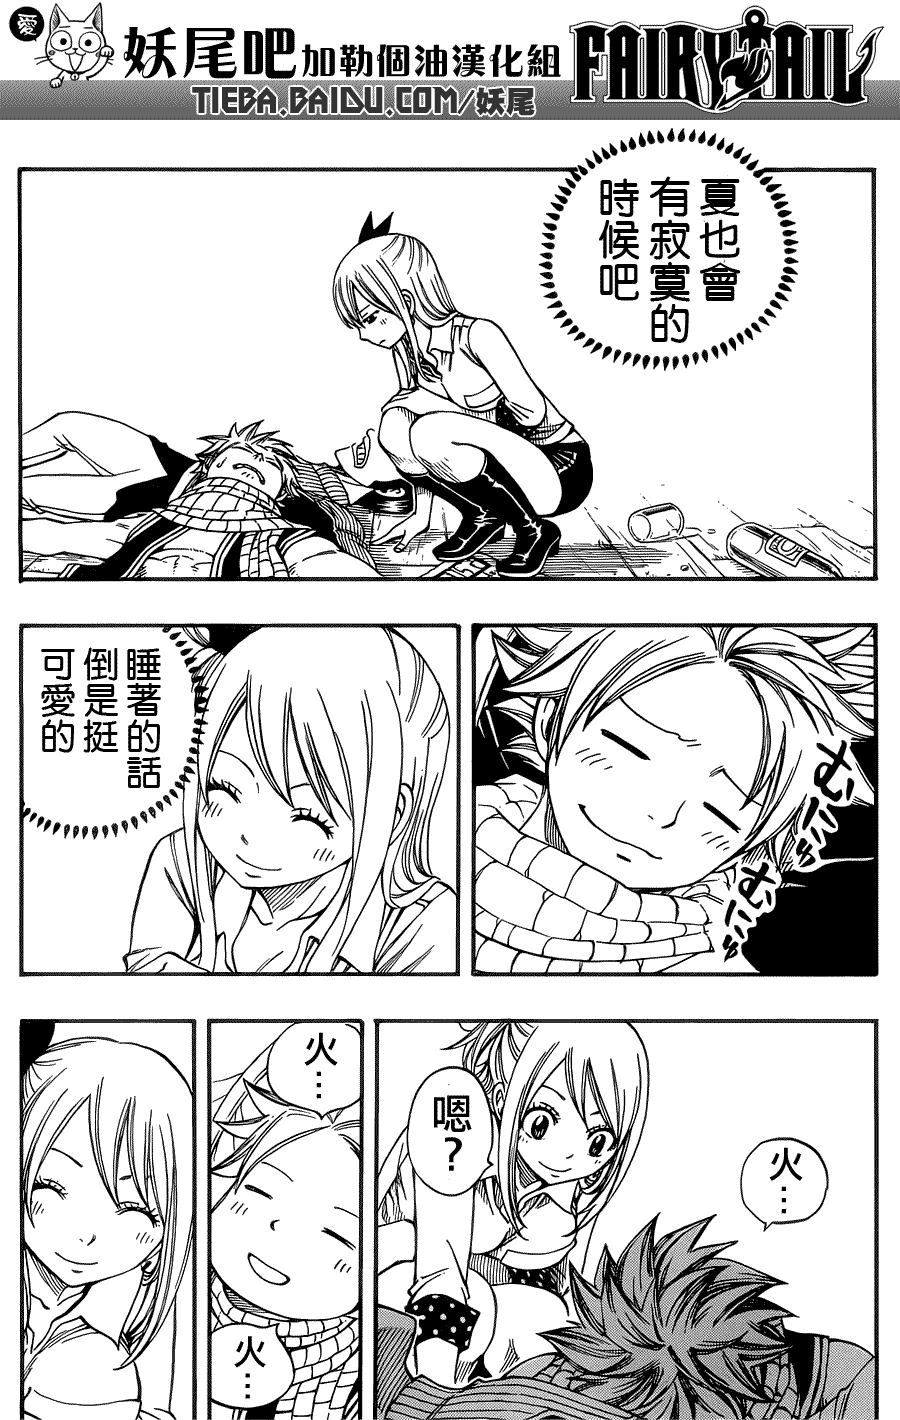 愛
妖尾吧 加勒個油漢化組 FAIRY TAIL
TIEBA.BAIDU.COM/妖尾
夏也會
有寂寞的
時候吧
むにゃ
むにゃ
睡著的話
倒是挺
可愛的
火…
嗯？
火…
火…